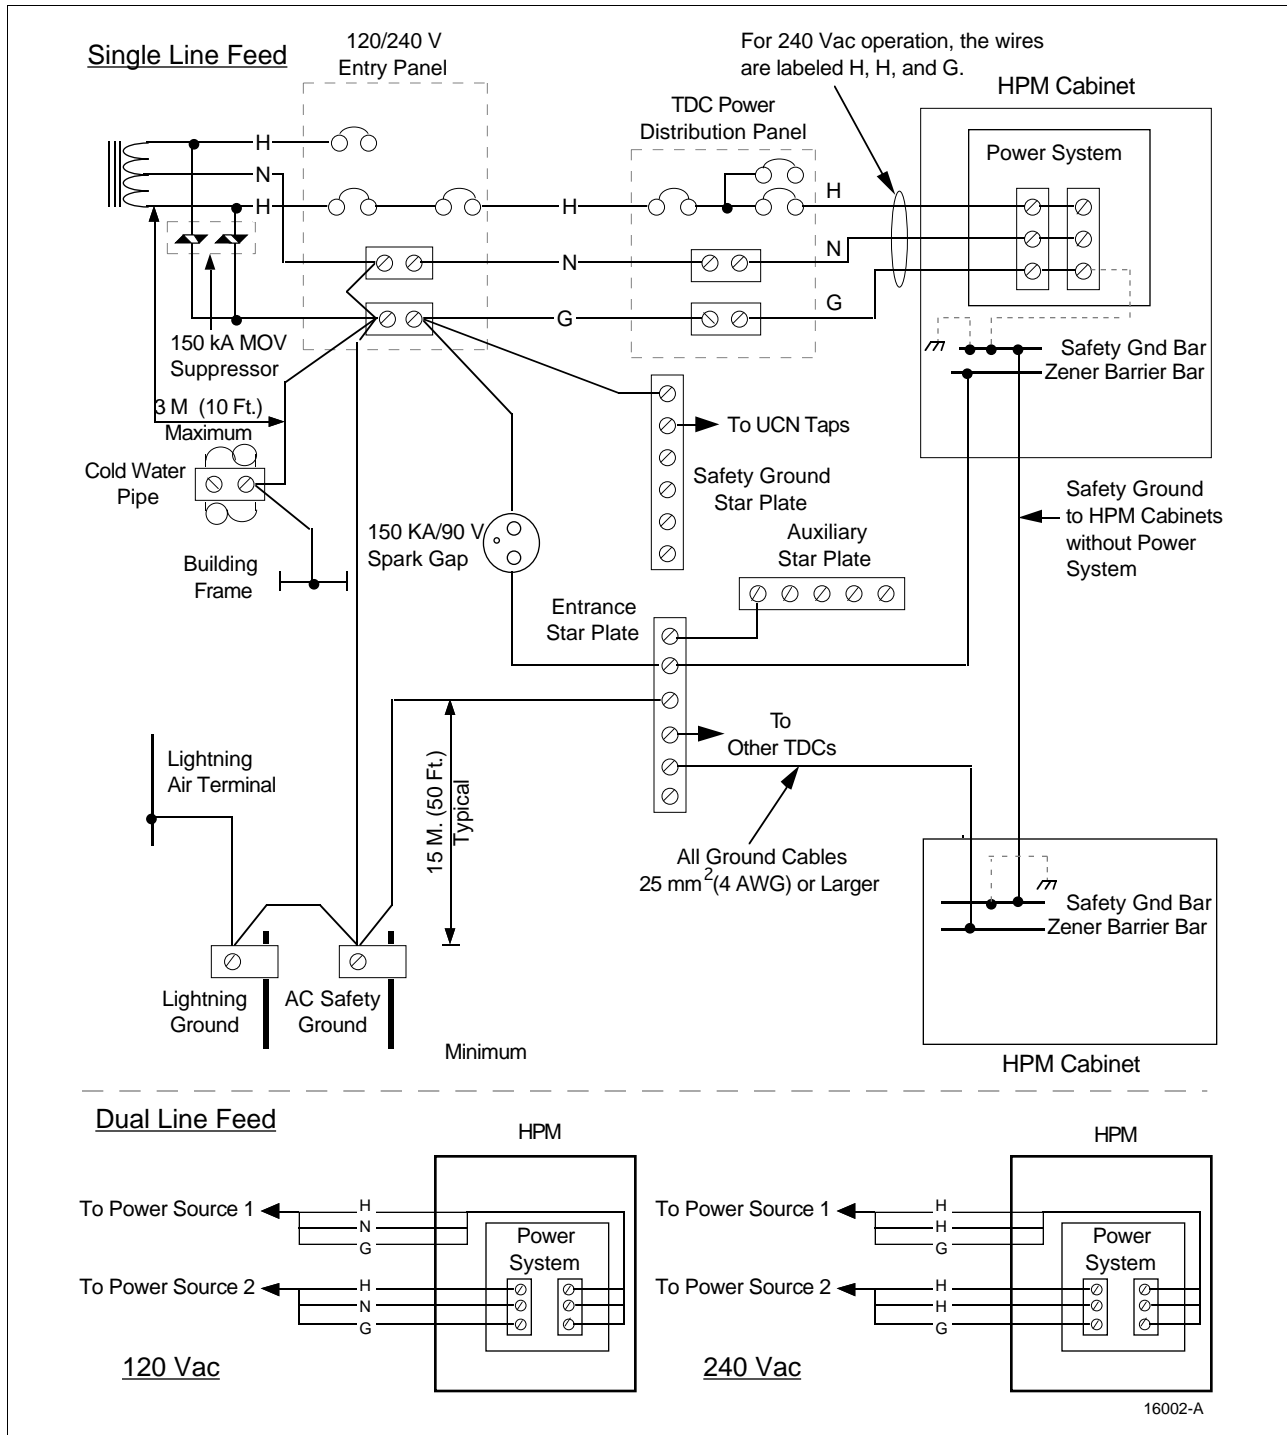 Single Line Feed
120/240 V
Entry Panel
For 240 Vac operation, the wires
are labeled H, H, and G.
HPM Cabinet
TDC Power
Distribution Panel
Power System
H
N
H
H
H
N
N
G
G
150 kA MOV
Suppressor
Safety Gnd Bar
Zener Barrier Bar
3 M (10 Ft.)
Maximum
To UCN Taps
Cold Water
Pipe
Safety Ground
Star Plate
Safety Ground
to HPM Cabinets
without Power
System
150 KA/90 V
Spark Gap
Auxiliary
Star Plate
Building
Frame
Entrance
Star Plate
To
Other TDCs
Lightning
Air Terminal
15 M. (50 Ft.)
Typical
All Ground Cables
25 mm2(4 AWG) or Larger
Safety Gnd Bar
Zener Barrier Bar
Lightning
Ground
AC Safety
Ground
Minimum
HPM Cabinet
Dual Line Feed
HPM
To Power Source 1
H
N
G
Power
System
To Power Source 2
H
N
G
120 Vac
HPM
To Power Source 1
H
H
G
Power
System
To Power Source 2
H
H
G
240 Vac
16002-A